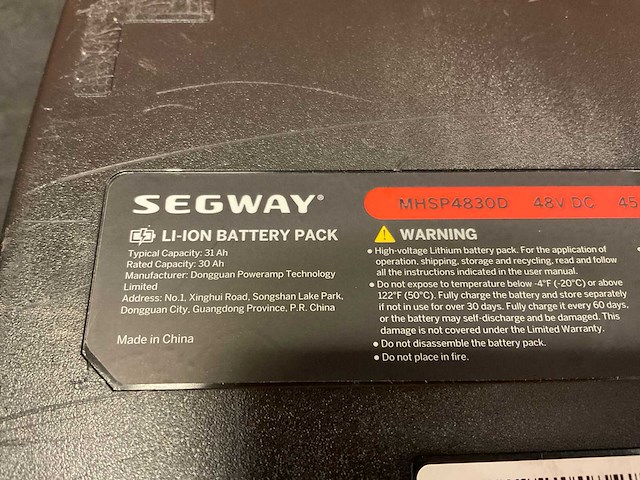 SEGWAY®
LI-ION BATTERY PACK
Typical Capacity: 31 Ah
Rated Capacity: 30 Ah
Manufacturer: Dongguan Poweramp Technology
Limited
Address: No.1, Xinghui Road, Songshan Lake Park,
Dongguan City, Guangdong Province, P.R. China
Made in China
MHSP4830D 48V DC 45
WARNING
• High-voltage Lithium battery pack. For the application of
operation, shipping, storage and recycling, read and follow
all the instructions indicated in the user manual.
• Do not expose to temperature below -4°F (-20°C) or above
122°F (50°C). Fully charge the battery and store separately
if not in use for over 30 days. Fully charge it every 60 days,
or the battery may self-discharge and be damaged. This
damage is not covered under the Limited Warranty.
• Do not disassemble the battery pack.
• Do not place in fire.